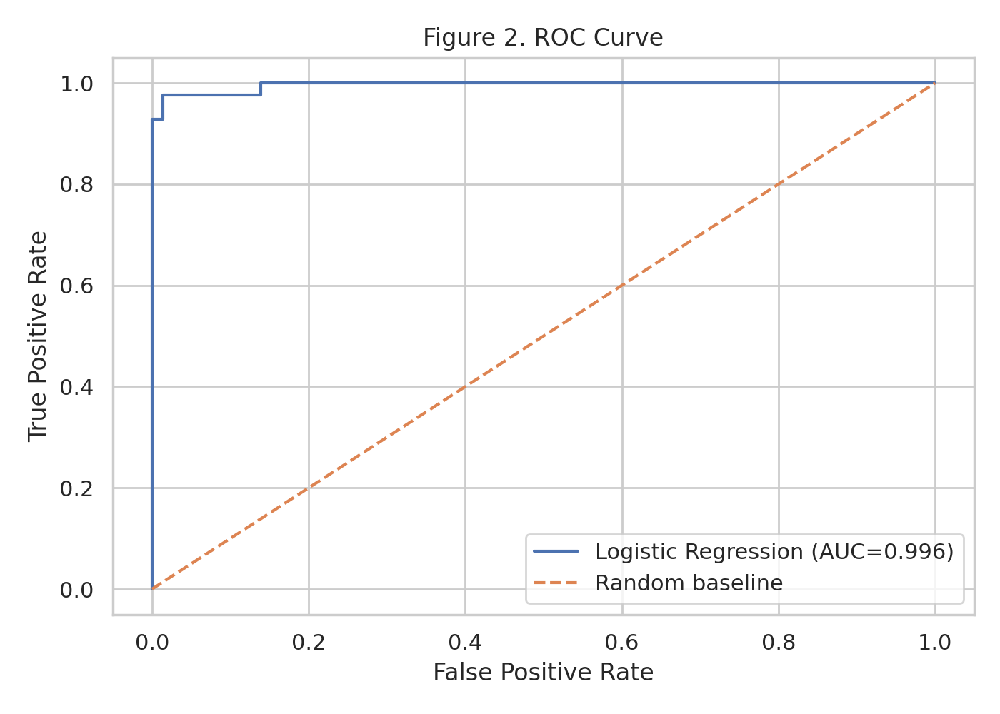 Figure 2. ROC Curve
True Positive Rate
1.0
0.8
0.6
0.4
0.2
0.0
Logistic Regression (AUC=0.996)
Random baseline
0.0 0.2 0.4 0.6 0.8 1.0
False Positive Rate